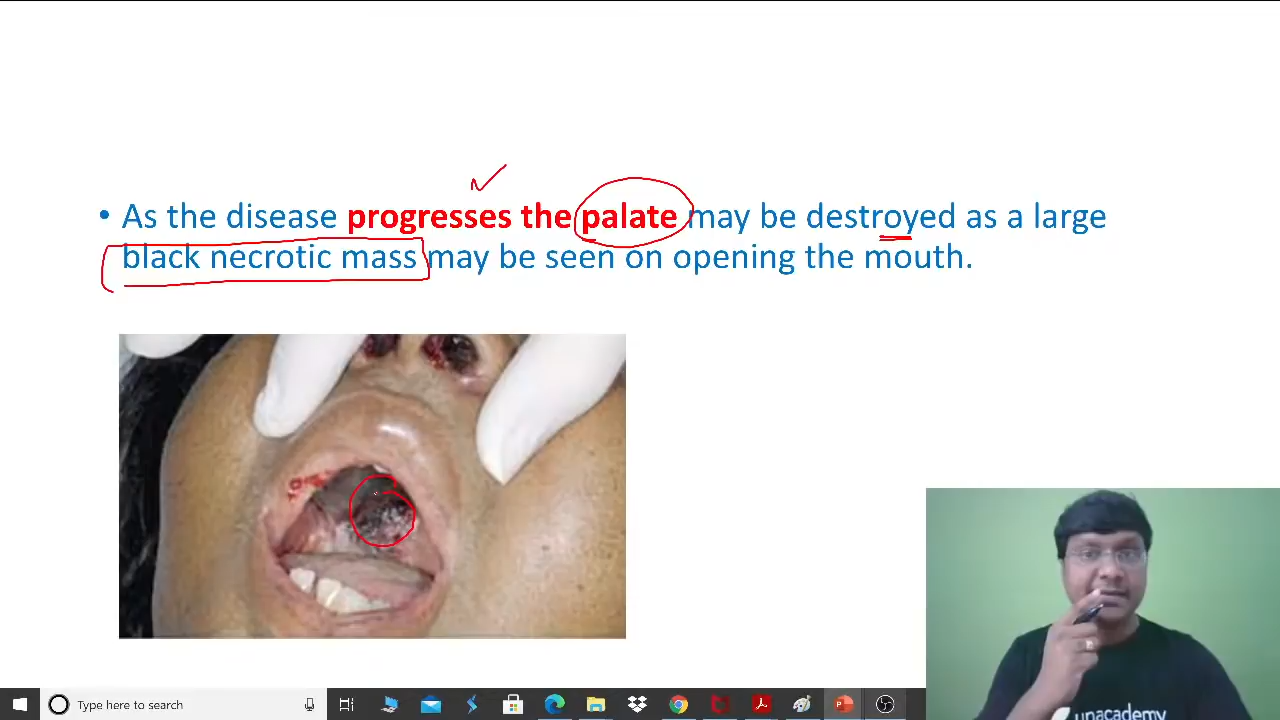 • As the disease progresses the palate may be destroyed as a large
black necrotic mass may be seen on opening the mouth.
unacademy
Type here to search